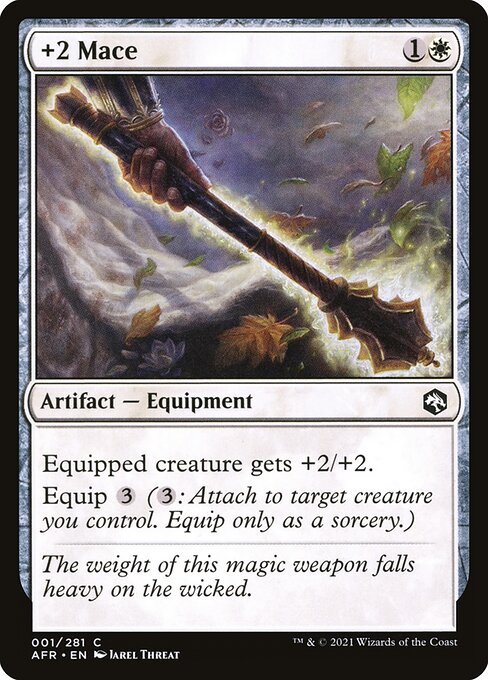 +2 Mace 1
Artifact — Equipment
Equipped creature gets +2/+2.
Equip 3 (3: Attach to target creature
you control. Equip only as a sorcery.)
The weight of this magic weapon falls
heavy on the wicked.
001/281 C
™ & © 2021 Wizards of the Coast
AFR • EN Jarel Threat